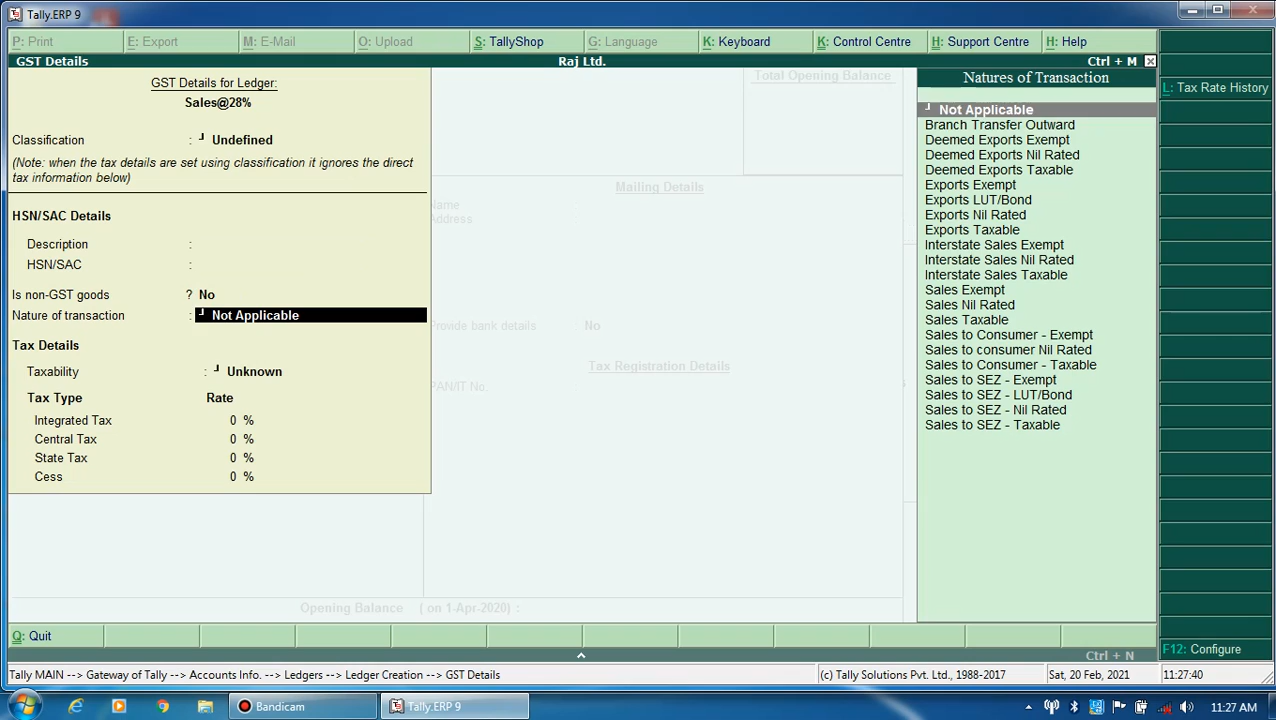 Tally.ERP 9
P: Print E: Export M: E-Mail O: Upload S: TallyShop G: Language K: Keyboard K: Control Centre H: Support Centre H: Help
GST Details Raj Ltd. Ctrl + M
GST Details for Ledger:
Sales@28%
Classification : Undefined
(Note: when the tax details are set using classification it ignores the direct
tax information below)
HSN/SAC Details
Description :
HSN/SAC :
Is non-GST goods ? No
Nature of transaction : Not Applicable
Tax Details
Taxability : Unknown
Tax Type Rate
Integrated Tax 0 %
Central Tax 0 %
State Tax 0 %
Cess 0 %
Total Opening Balance
Mailing Details
Name
Address
Provide bank details No
Tax Registration Details
PAN/IT No.
Opening Balance ( on 1-Apr-2020) :
Natures of Transaction
Not Applicable
Branch Transfer Outward
Deemed Exports Exempt
Deemed Exports Nil Rated
Deemed Exports Taxable
Exports Exempt
Exports LUT/Bond
Exports Nil Rated
Exports Taxable
Interstate Sales Exempt
Interstate Sales Nil Rated
Interstate Sales Taxable
Sales Exempt
Sales Nil Rated
Sales Taxable
Sales to Consumer - Exempt
Sales to consumer Nil Rated
Sales to Consumer - Taxable
Sales to SEZ - Exempt
Sales to SEZ - LUT/Bond
Sales to SEZ - Nil Rated
Sales to SEZ - Taxable
L: Tax Rate History
F12: Configure
Q: Quit
Ctrl + N
Tally MAIN --> Gateway of Tally --> Accounts Info. --> Ledgers --> Ledger Creation --> GST Details (c) Tally Solutions Pvt. Ltd., 1988-2017 Sat, 20 Feb, 2021 11:27:40
Bandicam Tally.ERP 9 11:27 AM